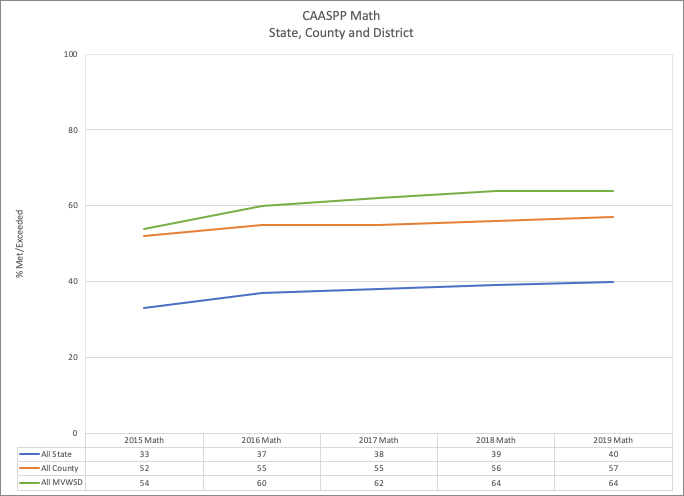 CAASPP Math
State, County and District
100
80
60
40
20
0
% Met/Exceeded
2015 Math 2016 Math 2017 Math 2018 Math 2019 Math
All State 33 37 38 39 40
All County 52 55 55 56 57
All MVWSD 54 60 62 64 64